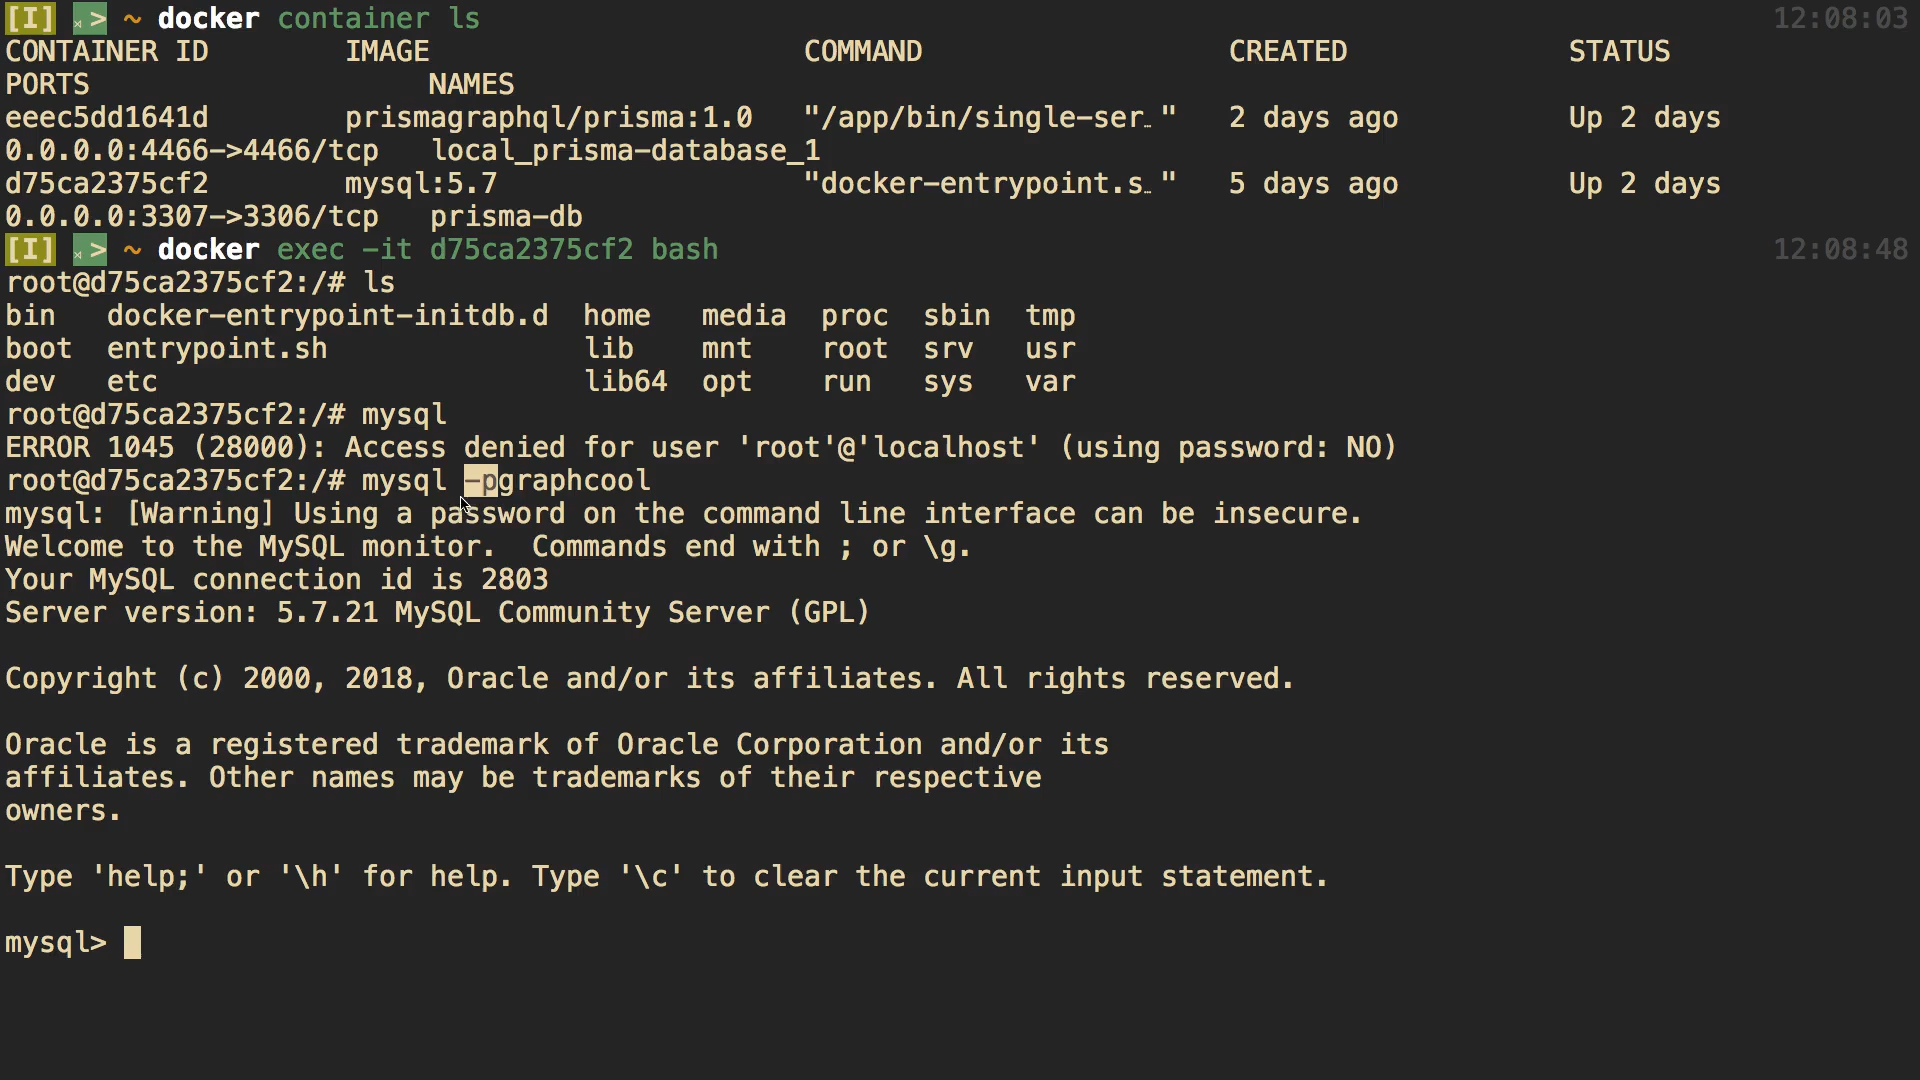 [I] > ~ docker container ls 12:08:03
CONTAINER ID IMAGE COMMAND CREATED STATUS
PORTS NAMES
eeec5dd1641d prismagraphql/prisma:1.0 "/app/bin/single-ser…" 2 days ago Up 2 days
0.0.0.0:4466->4466/tcp local_prisma-database_1
d75ca2375cf2 mysql:5.7 "docker-entrypoint.s…" 5 days ago Up 2 days
0.0.0.0:3307->3306/tcp prisma-db
[I] > ~ docker exec -it d75ca2375cf2 bash 12:08:48
root@d75ca2375cf2:/# ls
bin docker-entrypoint-initdb.d home media proc sbin tmp
boot entrypoint.sh lib mnt root srv usr
dev etc lib64 opt run sys var
root@d75ca2375cf2:/# mysql
ERROR 1045 (28000): Access denied for user 'root'@'localhost' (using password: NO)
root@d75ca2375cf2:/# mysql -pgraphcool
mysql: [Warning] Using a password on the command line interface can be insecure.
Welcome to the MySQL monitor.  Commands end with ; or \g.
Your MySQL connection id is 2803
Server version: 5.7.21 MySQL Community Server (GPL)
Copyright (c) 2000, 2018, Oracle and/or its affiliates. All rights reserved.
Oracle is a registered trademark of Oracle Corporation and/or its
affiliates. Other names may be trademarks of their respective
owners.
Type 'help;' or '\h' for help. Type '\c' to clear the current input statement.
mysql>